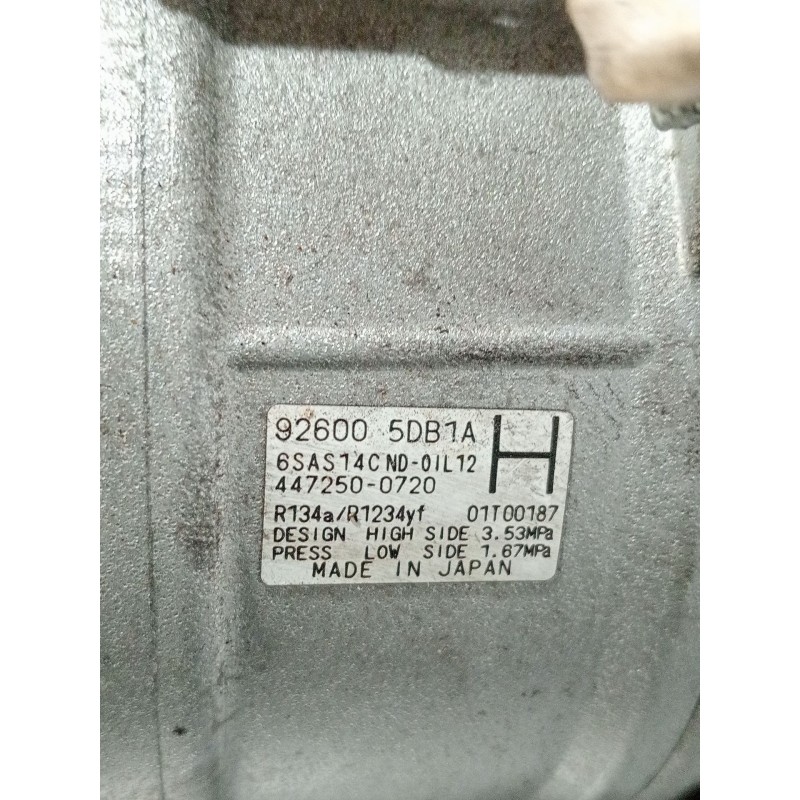 92600 5DB1A H
6SAS14C ND-OIL12
447250-0720
R134a/R1234yf 01T00187
DESIGN HIGH SIDE 3.53MPa
PRESS LOW SIDE 1.67MPa
MADE IN JAPAN